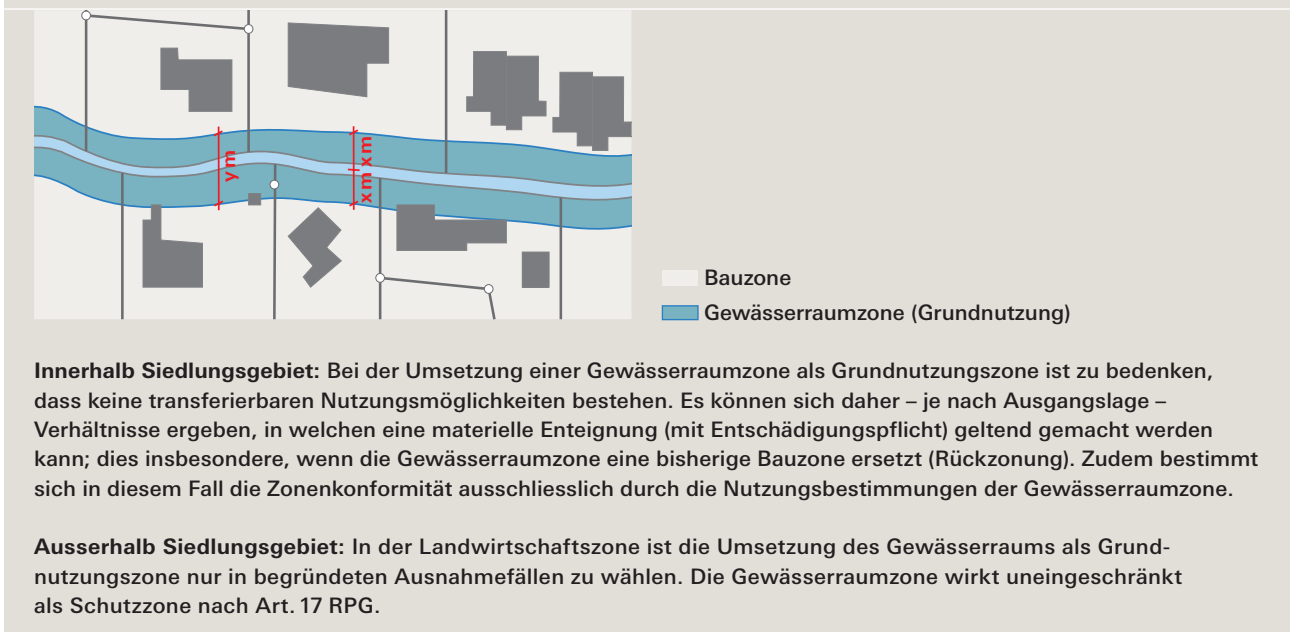 y m
x m x m
Bauzone
Gewässerraumzone (Grundnutzung)
Innerhalb Siedlungsgebiet: Bei der Umsetzung einer Gewässerraumzone als Grundnutzungszone ist zu bedenken,
dass keine transferierbaren Nutzungsmöglichkeiten bestehen. Es können sich daher – je nach Ausgangslage –
Verhältnisse ergeben, in welchen eine materielle Enteignung (mit Entschädigungspflicht) geltend gemacht werden
kann; dies insbesondere, wenn die Gewässerraumzone eine bisherige Bauzone ersetzt (Rückzonung). Zudem bestimmt
sich in diesem Fall die Zonenkonformität ausschliesslich durch die Nutzungsbestimmungen der Gewässerraumzone.
Ausserhalb Siedlungsgebiet: In der Landwirtschaftszone ist die Umsetzung des Gewässerraums als Grund-
nutzungszone nur in begründeten Ausnahmefällen zu wählen. Die Gewässerraumzone wirkt uneingeschränkt
als Schutzzone nach Art. 17 RPG.